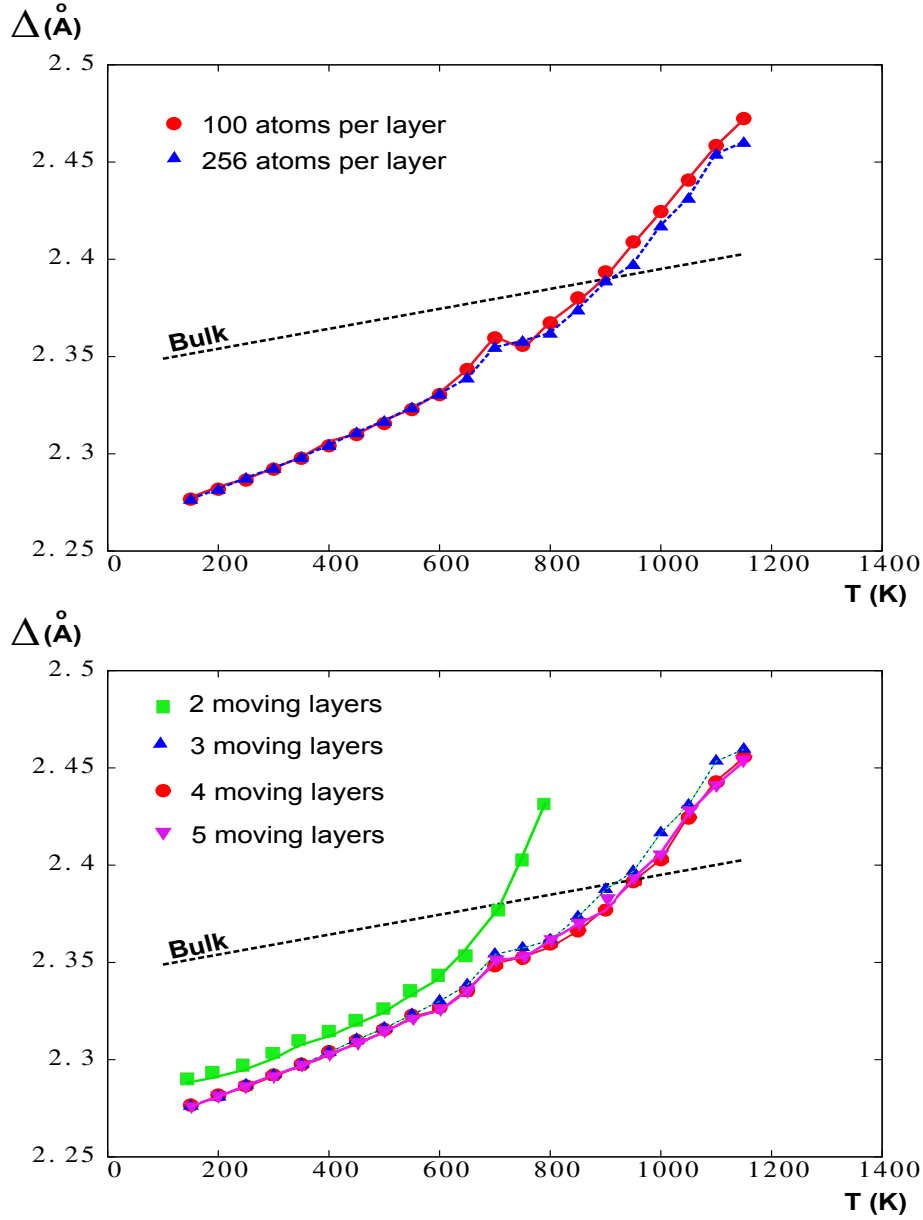 Δ (Å)
2.5
2.45
2.4
2.35
2.3
2.25
100 atoms per layer
256 atoms per layer
Bulk
0 200 400 600 800 1000 1200 1400
T (K)
Δ (Å)
2.5
2.45
2.4
2.35
2.3
2.25
2 moving layers
3 moving layers
4 moving layers
5 moving layers
Bulk
0 200 400 600 800 1000 1200 1400
T (K)